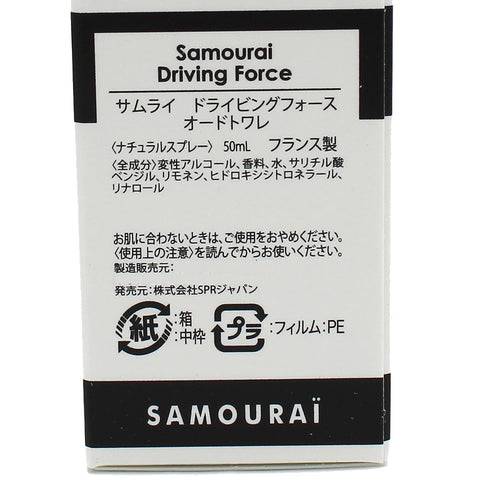 Samourai
Driving Force
サムライ　ドライビングフォース
オードトワレ
〈ナチュラルスプレー〉 50mL　フランス製
〈全成分〉変性アルコール、香料、水、サリチル酸
ベンジル、リモネン、ヒドロキシシトロネラール、
リナロール
お肌に合わないときは、ご使用をおやめください。
〈使用上の注意〉を読んでからお使いください。
製造販売元：
発売元：株式会社SPRジャパン
紙：箱
：中枠
プラ：フィルム：PE
SAMOURAÏ